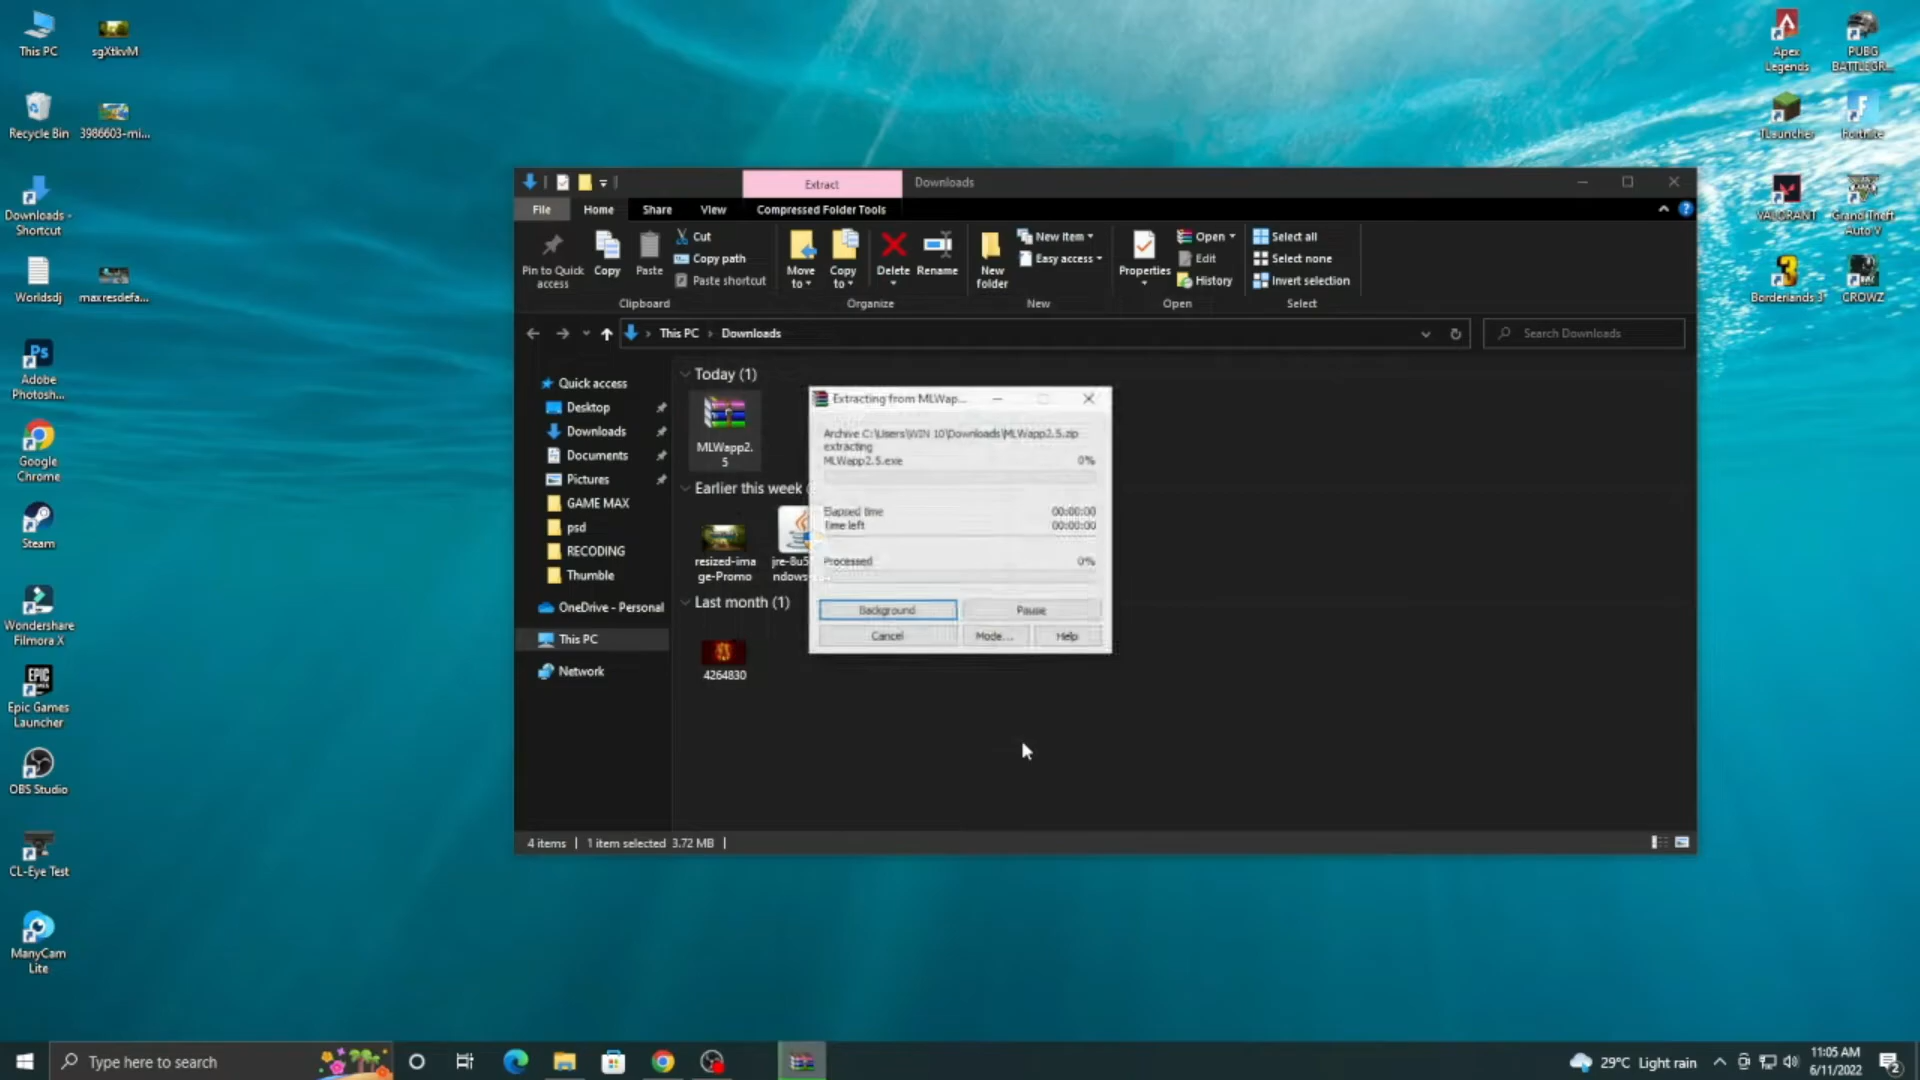 This PC
sgXtkvM
Recycle Bin
3986603-mi...
Downloads -
Shortcut
Worldsdj
maxresdefa...
Adobe
Photosh...
Google
Chrome
Steam
Wondershare
Filmora X
Epic Games
Launcher
OBS Studio
CL-Eye Test
ManyCam
Lite
Apex
Legends
PUBG
BATTLEGR...
TLauncher
Fortnite
VALORANT
Grand Theft
Auto V
Borderlands 3
CROWZ
Extract
Downloads
File
Home
Share
View
Compressed Folder Tools
Pin to Quick
access
Copy
Paste
Cut
Copy path
Paste shortcut
Clipboard
Move
to
Copy
to
Delete
Rename
Organize
New
folder
New item
Easy access
New
Properties
Open
Edit
History
Open
Select all
Select none
Invert selection
Select
This PC
Downloads
Search Downloads
Quick access
Desktop
Downloads
Documents
Pictures
GAME MAX
psd
RECODING
Thumble
OneDrive - Personal
This PC
Network
Today (1)
MLWapp2.
5
Earlier this week
resized-ima
ge-Promo
jre-8u5
ndows
Last month (1)
4264830
Extracting from MLWap...
Archive C:\Users\WIN 10\Downloads\MLWapp2.5.zip
extracting
MLWapp2.5.exe 0%
Elapsed time 00:00:00
Time left 00:00:00
Processed 0%
Background
Pause
Cancel
Mode...
Help
4 items
1 item selected 3.72 MB
Type here to search
29°C Light rain
11:05 AM
6/11/2022
2